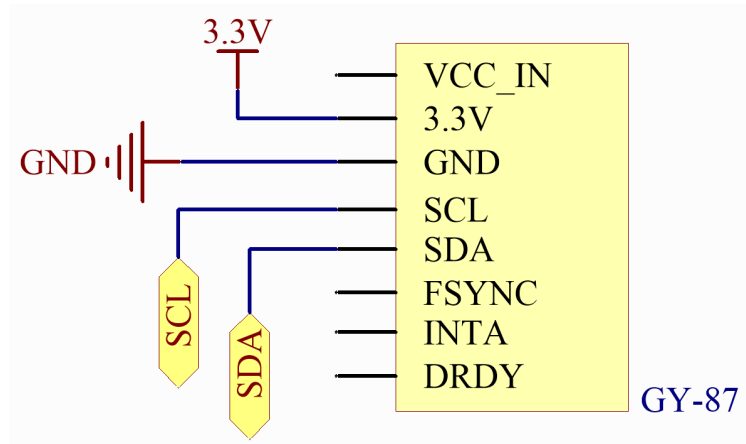 3.3V
VCC_IN
3.3V
GND
GND
SCL
SDA
FSYNC
INTA
DRDY
SCL
SDA
GY-87